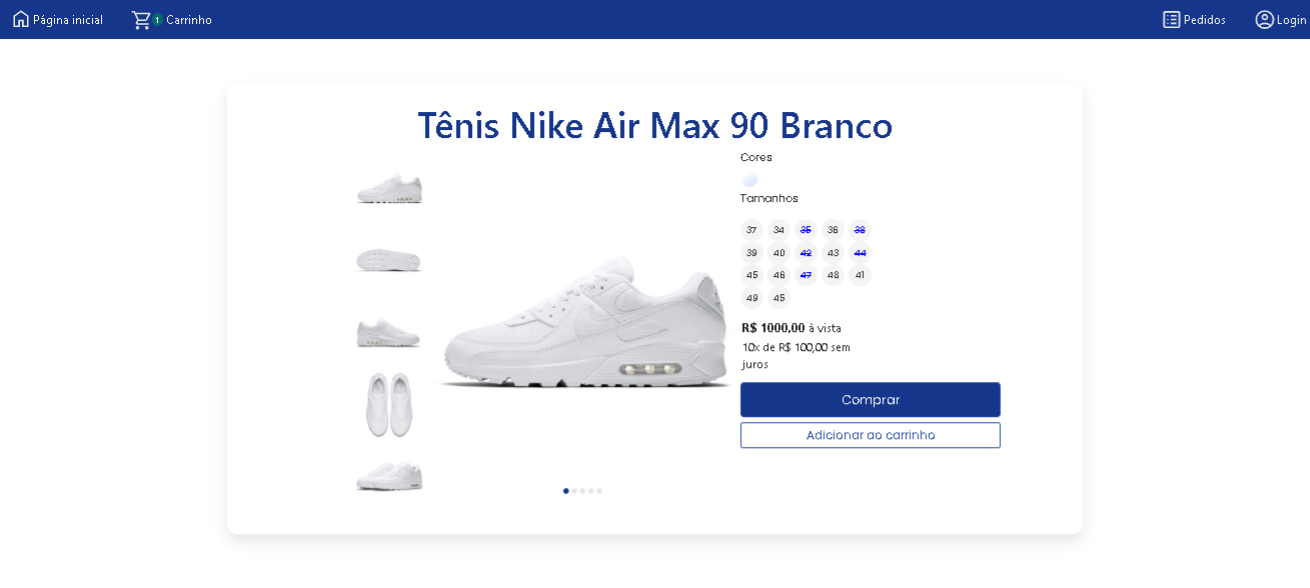 Página inicial 1 Carrinho Pedidos Login
Tênis Nike Air Max 90 Branco
Cores
Tamanhos
37 34 35 36 38
39 40 42 43 44
45 46 47 48 41
49 45
R$ 1000,00 à vista
10x de R$ 100,00 sem
juros
Comprar
Adicionar ao carrinho